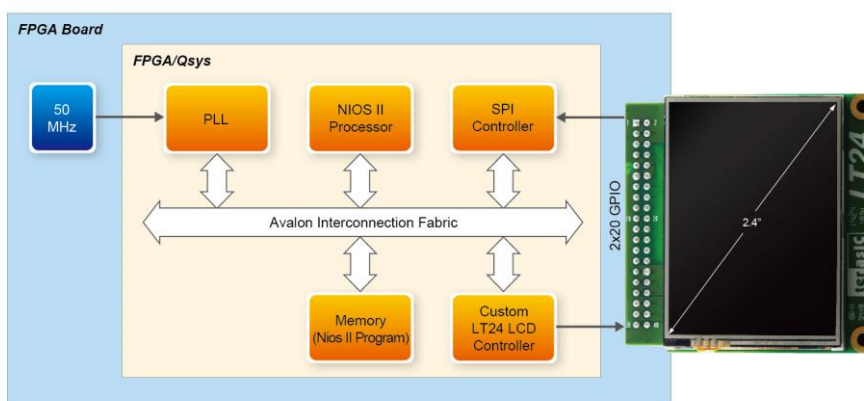 FPGA Board
FPGA/Qsys
50
MHz
PLL
NIOS II
Processor
SPI
Controller
Avalon Interconnection Fabric
Memory
(Nios II Program)
Custom
LT24 LCD
Controller
2x20 GPIO
2.4"
LT24
terasic